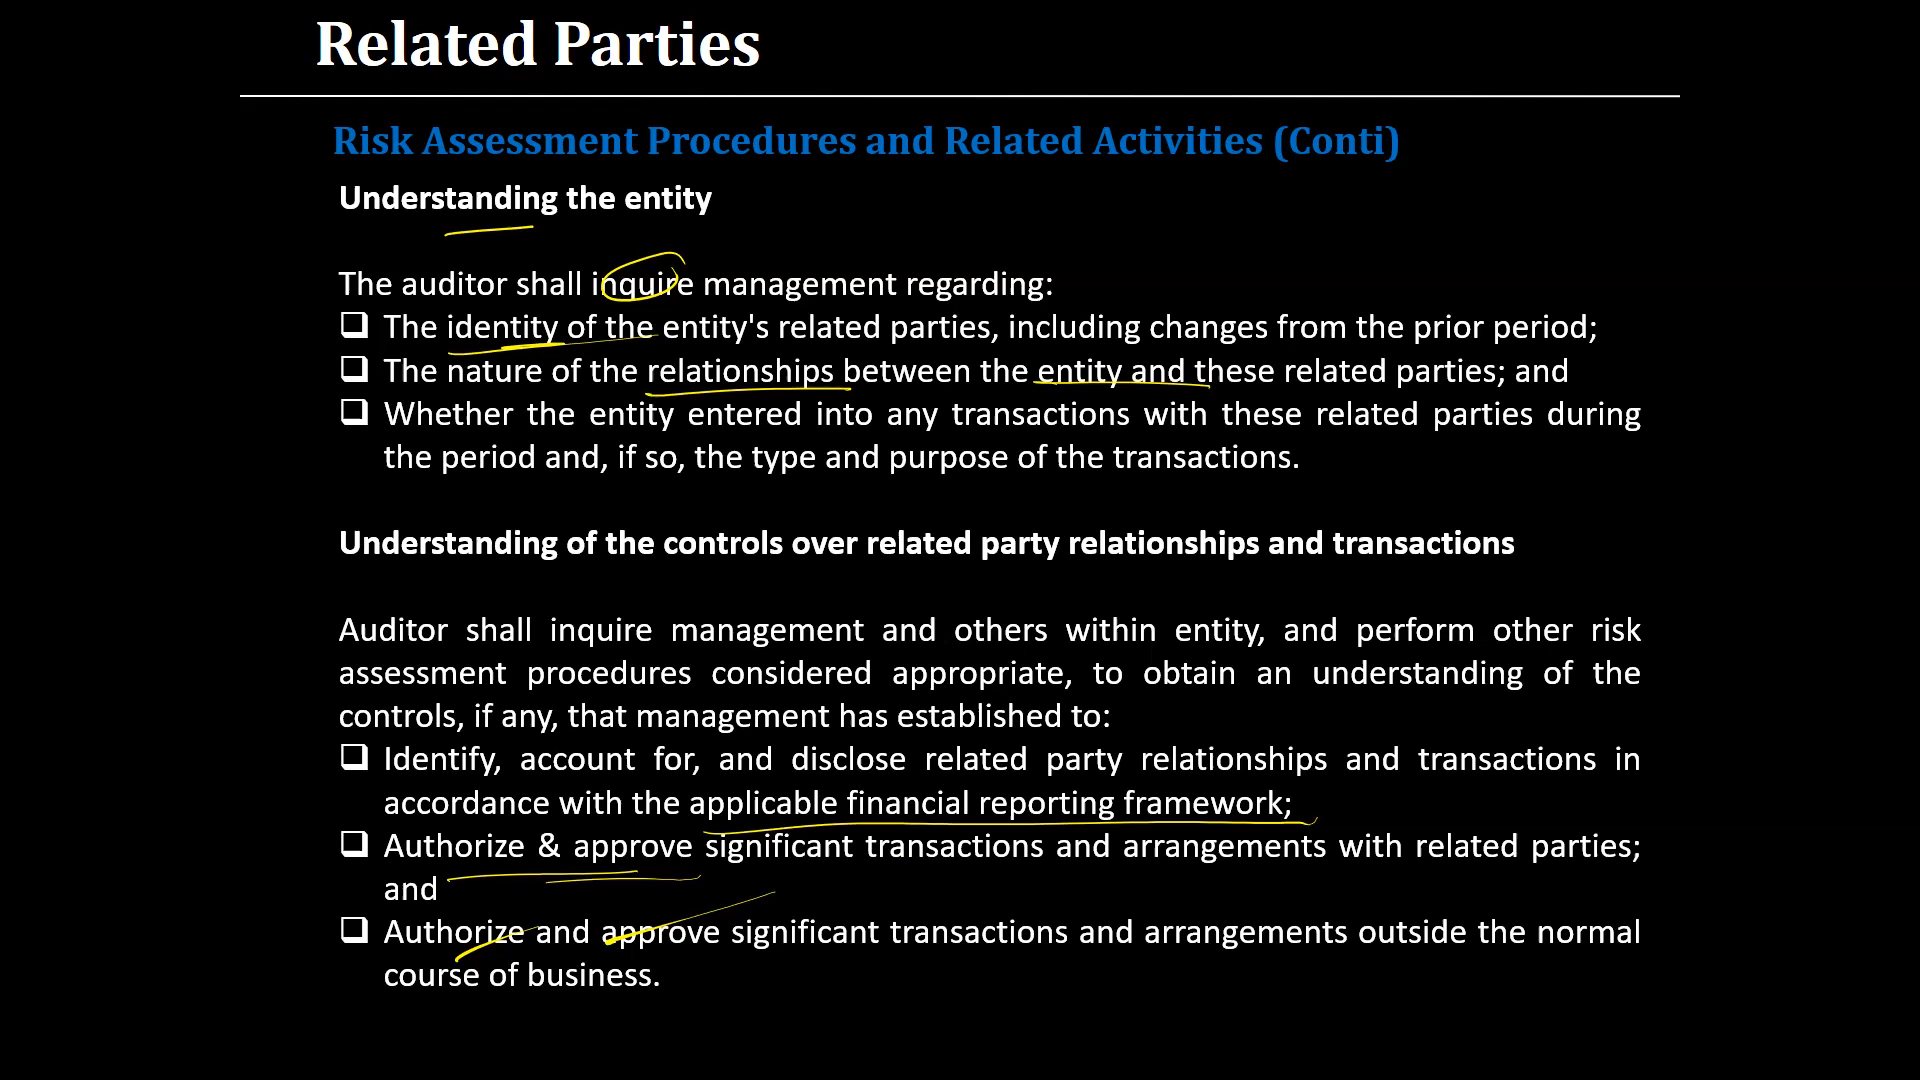 Related Parties
Risk Assessment Procedures and Related Activities (Conti)
Understanding the entity
The auditor shall inquire management regarding:
❑ The identity of the entity's related parties, including changes from the prior period;
❑ The nature of the relationships between the entity and these related parties; and
❑ Whether the entity entered into any transactions with these related parties during
the period and, if so, the type and purpose of the transactions.
Understanding of the controls over related party relationships and transactions
Auditor shall inquire management and others within entity, and perform other risk
assessment procedures considered appropriate, to obtain an understanding of the
controls, if any, that management has established to:
❑ Identify, account for, and disclose related party relationships and transactions in
accordance with the applicable financial reporting framework;
❑ Authorize & approve significant transactions and arrangements with related parties;
and
❑ Authorize and approve significant transactions and arrangements outside the normal
course of business.